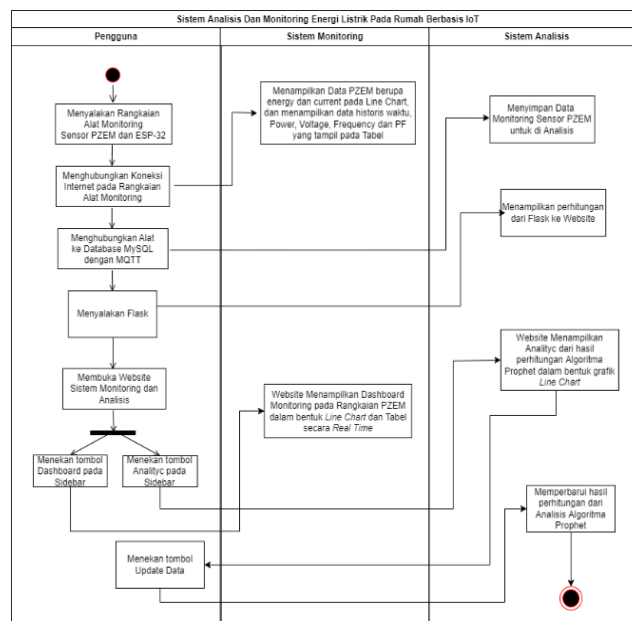 Sistem Analisis Dan Monitoring Energi Listrik Pada Rumah Berbasis IoT
Pengguna
Sistem Monitoring
Sistem Analisis
Menyalakan Rangkaian
Alat Monitoring
Sensor PZEM dan ESP-32
Menghubungkan Koneksi
Internet pada Rangkaian
Alat Monitoring
Menghubungkan Alat
ke Database MySQL
dengan MQTT
Menyalakan Flask
Membuka Website
Sistem Monitoring dan
Analisis
Menekan tombol
Dashboard pada
Sidebar
Menekan tombol
Analityc pada
Sidebar
Menekan tombol
Update Data
Menampilkan Data PZEM berupa
energy dan current pada Line Chart,
dan menampilkan data historis waktu,
Power, Voltage, Frequency dan PF
yang tampil pada Tabel
Website Menampilkan Dashboard
Monitoring pada Rangkaian PZEM
dalam bentuk Line Chart dan Tabel
secara Real Time
Menyimpan Data
Monitoring Sensor PZEM
untuk di Analisis
Menampilkan perhitungan
dari Flask ke Website
Website Menampilkan
Analityc dari hasil
perhitungan Algoritma
Prophet dalam bentuk grafik
Line Chart
Memperbarui hasil
perhitungan dari
Analisis Algoritma
Prophet